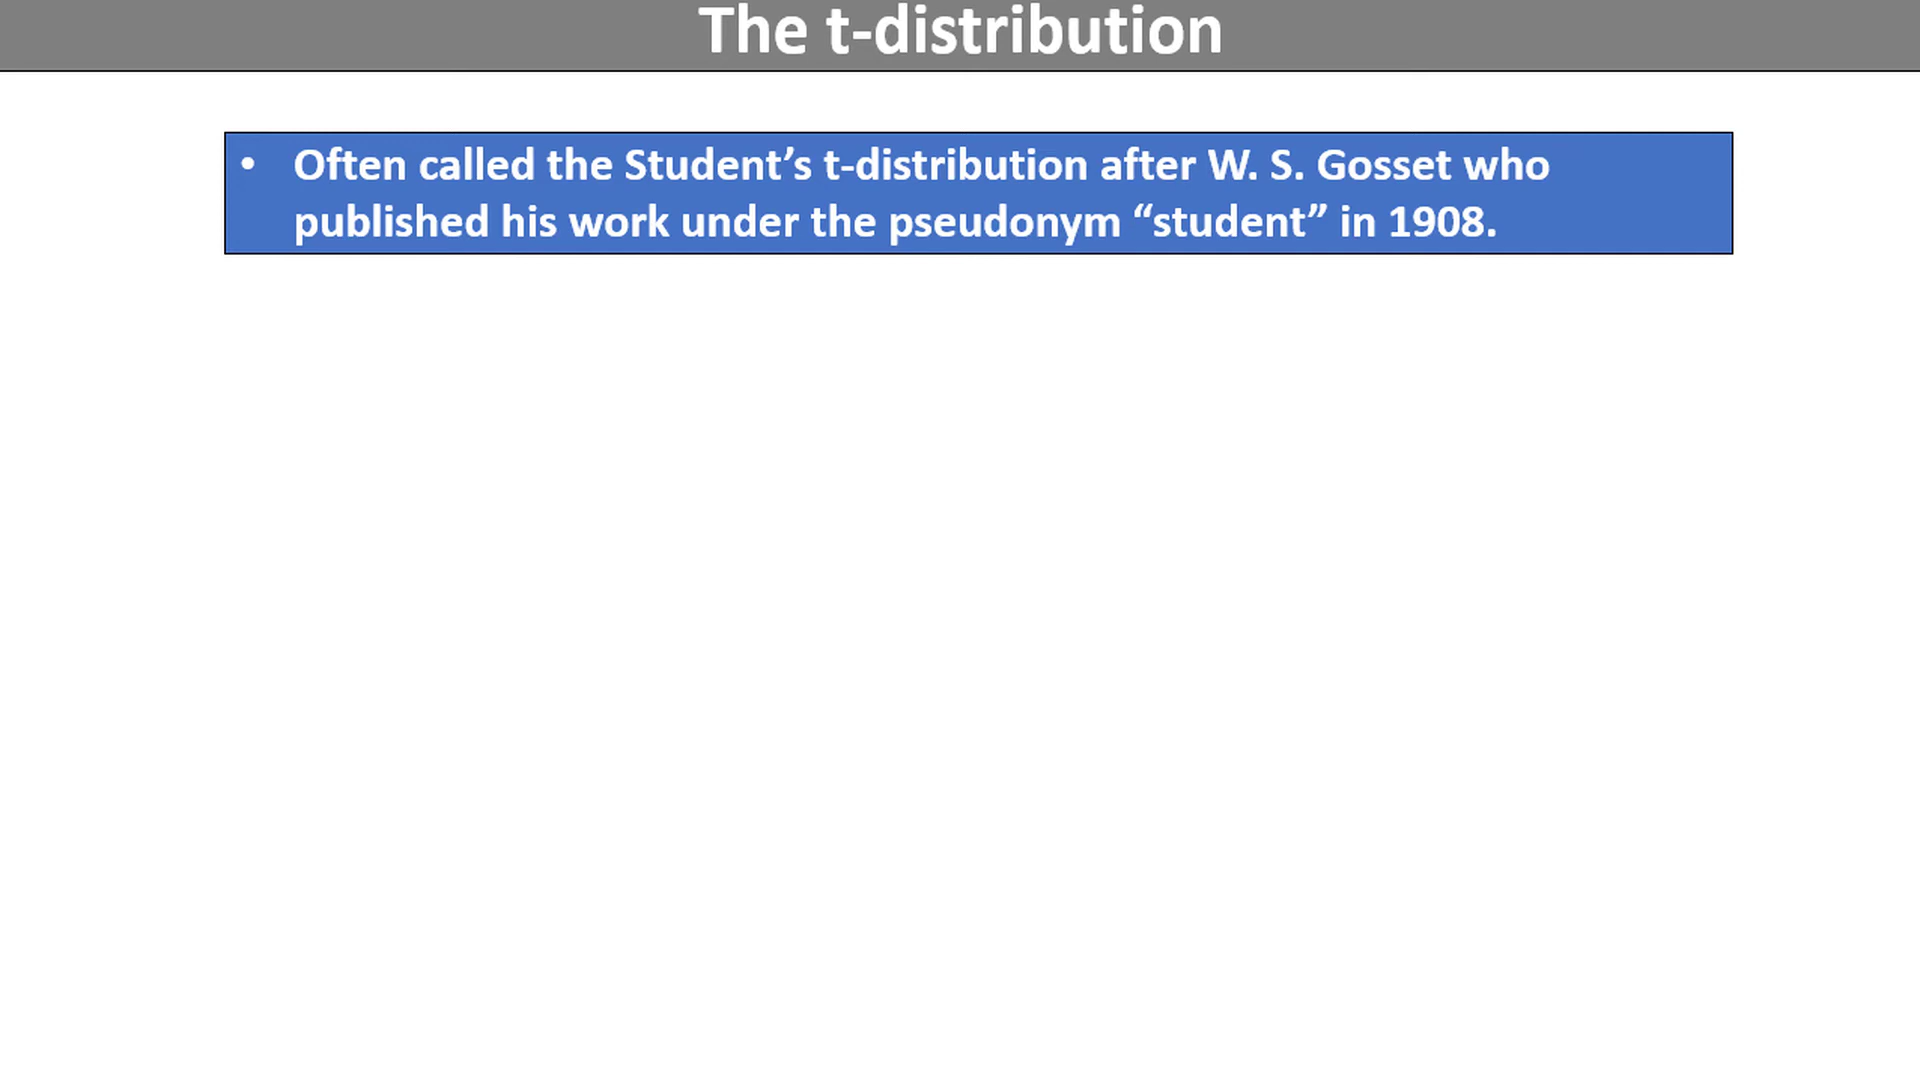 The t-distribution
• Often called the Student’s t-distribution after W. S. Gosset who
published his work under the pseudonym “student” in 1908.